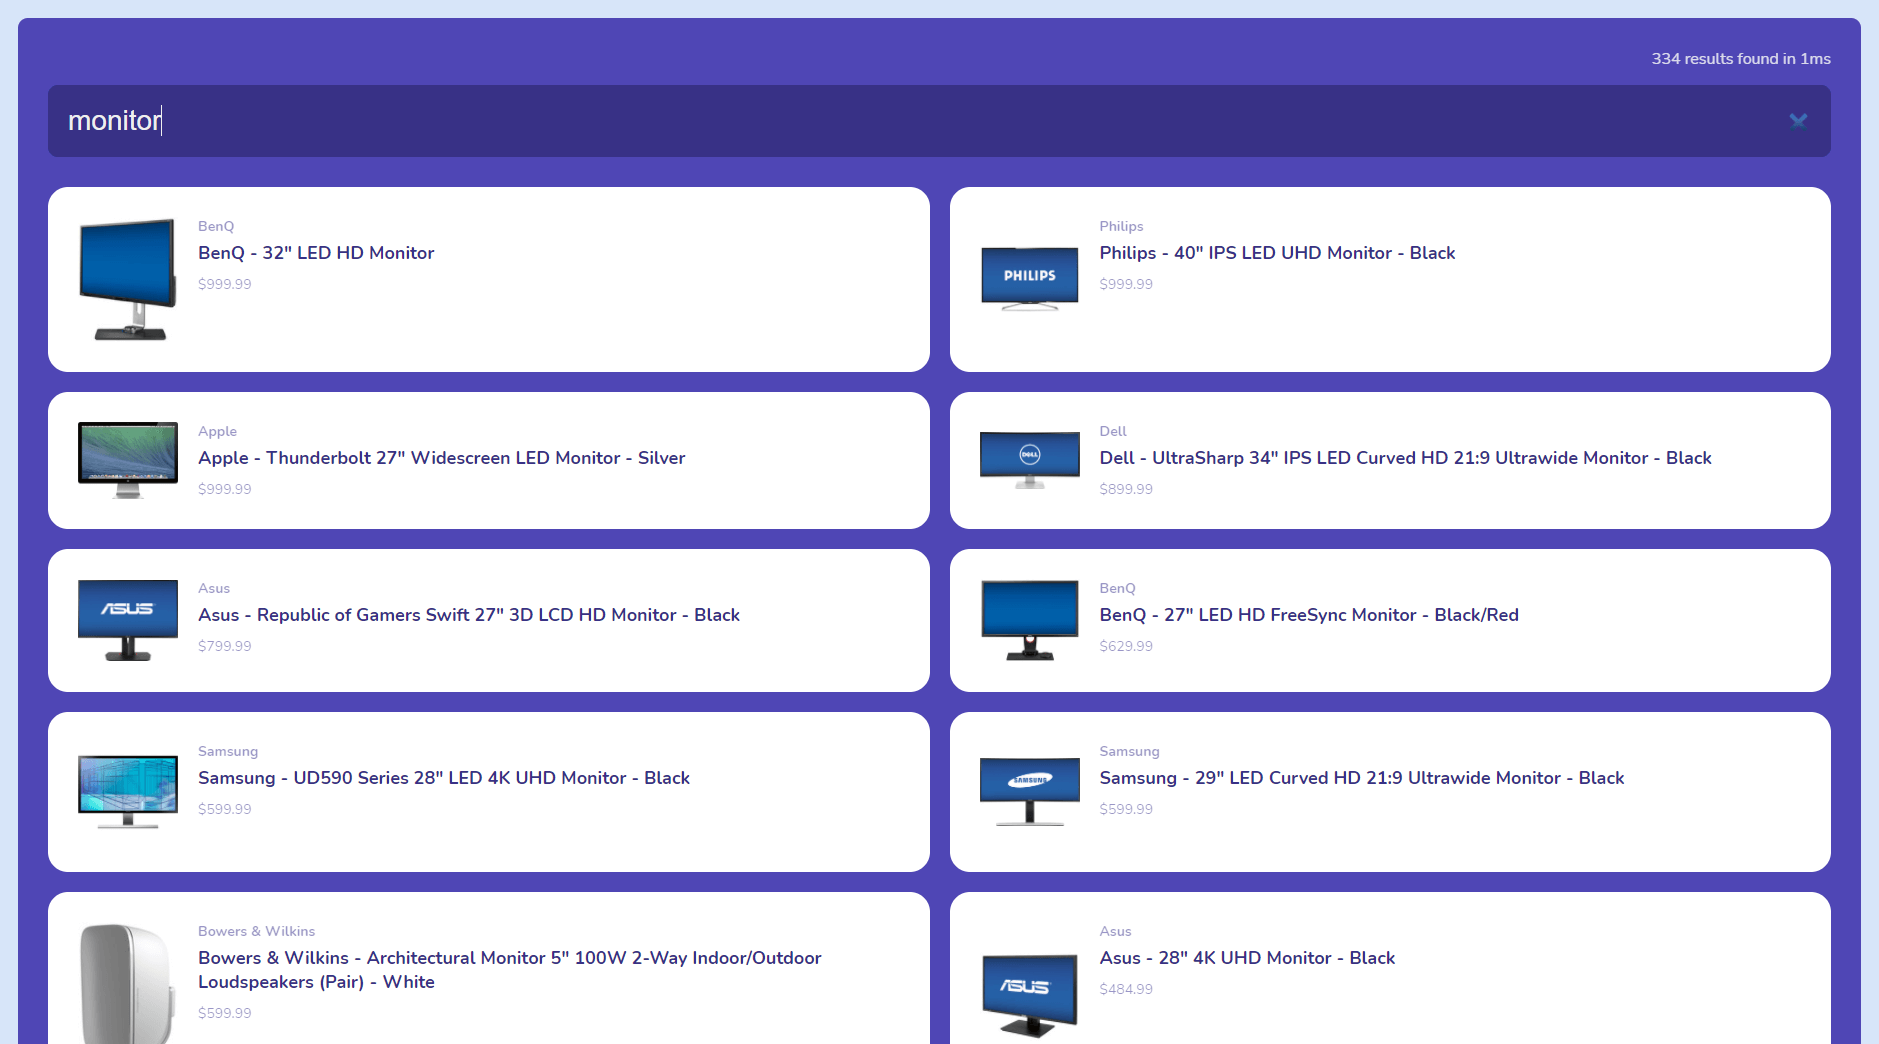 334 results found in 1ms
monitor
BenQ
BenQ - 32" LED HD Monitor
$999.99
Philips
Philips - 40" IPS LED UHD Monitor - Black
$999.99
PHILIPS
Apple
Apple - Thunderbolt 27" Widescreen LED Monitor - Silver
$999.99
Dell
Dell - UltraSharp 34" IPS LED Curved HD 21:9 Ultrawide Monitor - Black
$899.99
DELL
Asus
Asus - Republic of Gamers Swift 27" 3D LCD HD Monitor - Black
$799.99
ASUS
BenQ
BenQ - 27" LED HD FreeSync Monitor - Black/Red
$629.99
Samsung
Samsung - UD590 Series 28" LED 4K UHD Monitor - Black
$599.99
Samsung
Samsung - 29" LED Curved HD 21:9 Ultrawide Monitor - Black
$599.99
SAMSUNG
Bowers & Wilkins
Bowers & Wilkins - Architectural Monitor 5" 100W 2-Way Indoor/Outdoor
Loudspeakers (Pair) - White
$599.99
Asus
Asus - 28" 4K UHD Monitor - Black
$484.99
ASUS